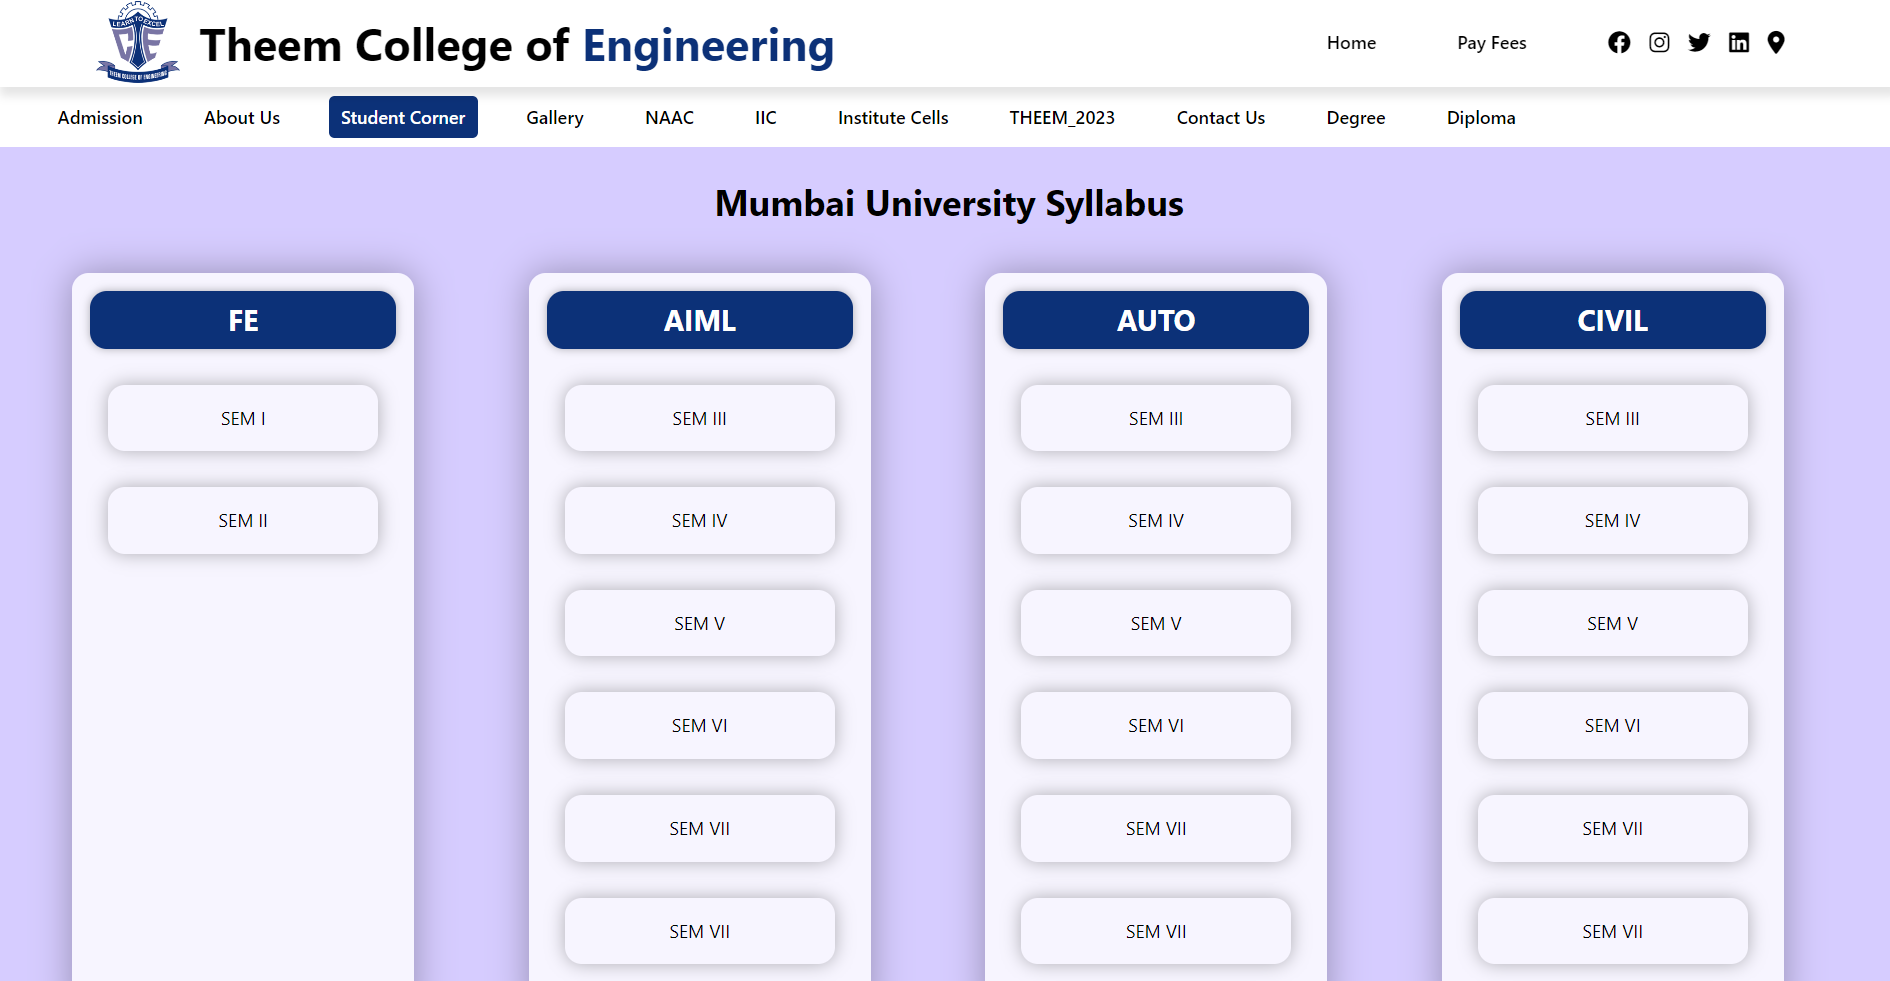 LEARN TO EXCEL
THEEM COLLEGE OF ENGINEERING
Theem College of Engineering
Home
Pay Fees
Admission
About Us
Student Corner
Gallery
NAAC
IIC
Institute Cells
THEEM_2023
Contact Us
Degree
Diploma
Mumbai University Syllabus
FE
SEM I
SEM II
AIML
SEM III
SEM IV
SEM V
SEM VI
SEM VII
SEM VII
AUTO
SEM III
SEM IV
SEM V
SEM VI
SEM VII
SEM VII
CIVIL
SEM III
SEM IV
SEM V
SEM VI
SEM VII
SEM VII